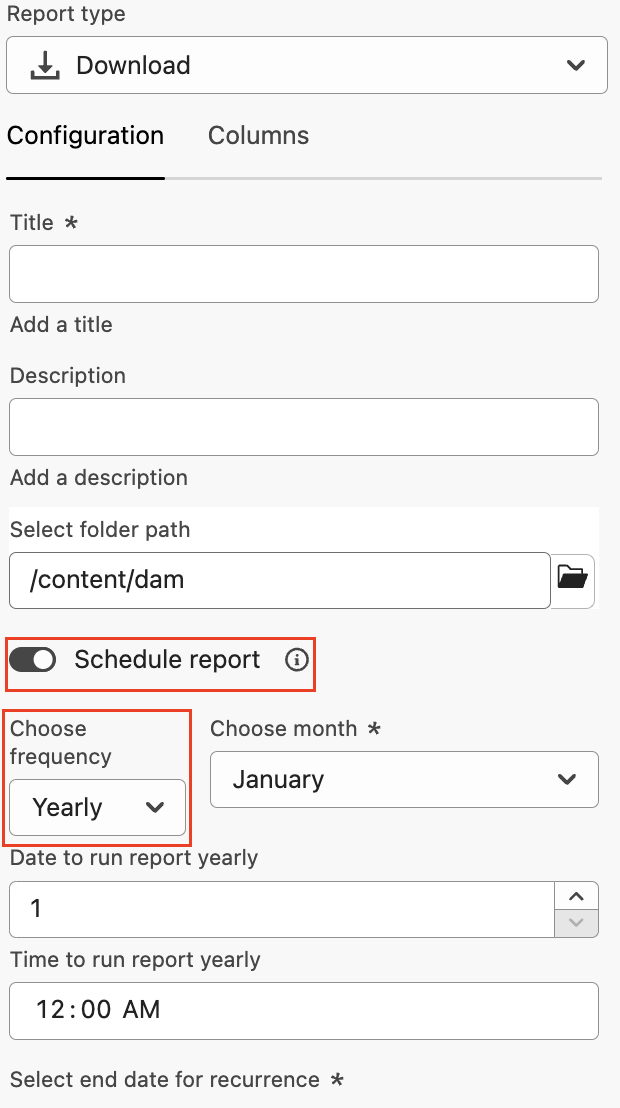 Report type
Download
Configuration Columns
Title *
Add a title
Description
Add a description
Select folder path
/content/dam
Schedule report
Choose frequency
Choose month *
Yearly
January
Date to run report yearly
1
Time to run report yearly
12:00 AM
Select end date for recurrence *